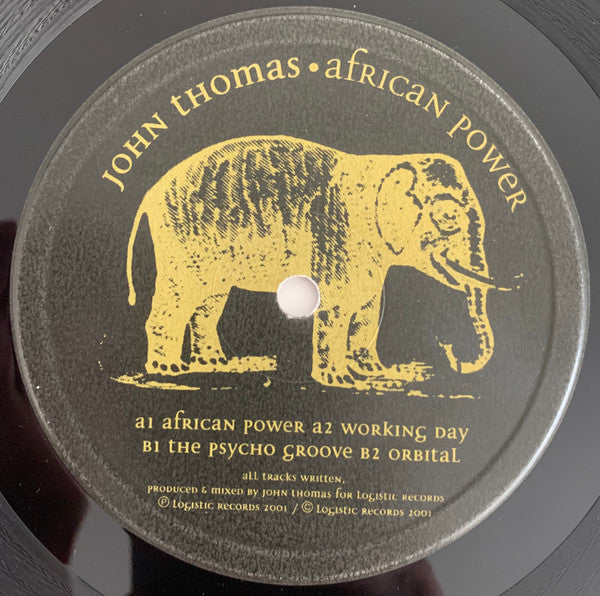 John Thomas • African Power
a1 African Power a2 Working Day
B1 The Psycho Groove B2 Orbital
all tracks written,
produced & mixed by John Thomas for Logistic Records
℗ Logistic Records 2001 / © Logistic Records 2001